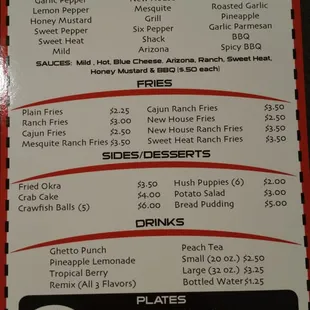 Garlic Pepper
Lemon Pepper
Honey Mustard
Sweet Pepper
Sweet Heat
Mild
New House
Mesquite
Grill
Six Pepper
Shack
Arizona
Roasted Garlic
Pineapple
Garlic Parmesan
BBQ
Spicy BBQ
SAUCES: Mild , Hot, Blue Cheese, Arizona, Ranch, Sweet Heat,
Honey Mustard & BBQ ($.50 each)
FRIES
Plain Fries $2.25
Ranch Fries $3.00
Cajun Fries $2.50
Mesquite Ranch Fries $3.50
Cajun Ranch Fries $3.50
New House Fries $2.50
New Ranch Fries $3.50
Sweet Heat Ranch Fries $3.50
SIDES/DESSERTS
Fried Okra $3.50
Crab Cake $4.00
Crawfish Balls (5) $6.00
Hush Puppies (6) $2.00
Potato Salad $3.00
Bread Pudding $5.00
DRINKS
Ghetto Punch
Pineapple Lemonade
Tropical Berry
Remix (All 3 Flavors)
Peach Tea
Small (20 oz.) $2.50
Large (32 oz.) $3.25
Bottled Water $1.25
PLATES